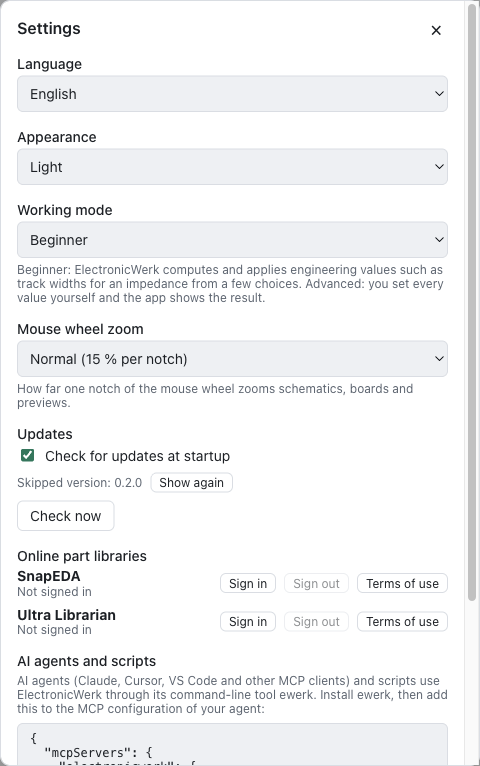 Settings
×
Language
English
Appearance
Light
Working mode
Beginner
Beginner: ElectronicWerk computes and applies engineering values such as
track widths for an impedance from a few choices. Advanced: you set every
value yourself and the app shows the result.
Mouse wheel zoom
Normal (15 % per notch)
How far one notch of the mouse wheel zooms schematics, boards and
previews.
Updates
Check for updates at startup
Skipped version: 0.2.0 Show again
Check now
Online part libraries
SnapEDA
Not signed in
Sign in Sign out Terms of use
Ultra Librarian
Not signed in
Sign in Sign out Terms of use
AI agents and scripts
AI agents (Claude, Cursor, VS Code and other MCP clients) and scripts use
ElectronicWerk through its command-line tool ewerk. Install ewerk, then add
this to the MCP configuration of your agent:
{
"mcpServers": {